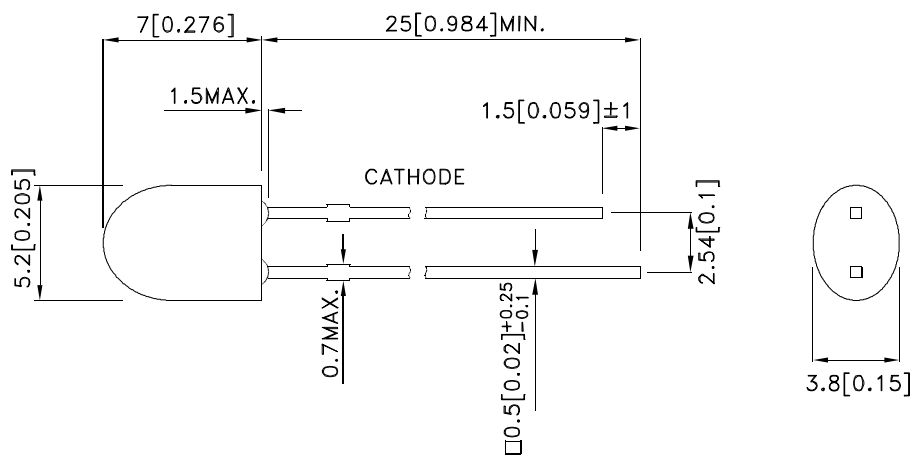 7[0.276]
25[0.984]MIN.
1.5MAX.
1.5[0.059]±1
CATHODE
5.2[0.205]
2.54[0.1]
0.7MAX.
□0.5[0.02]+0.25 -0.1
3.8[0.15]